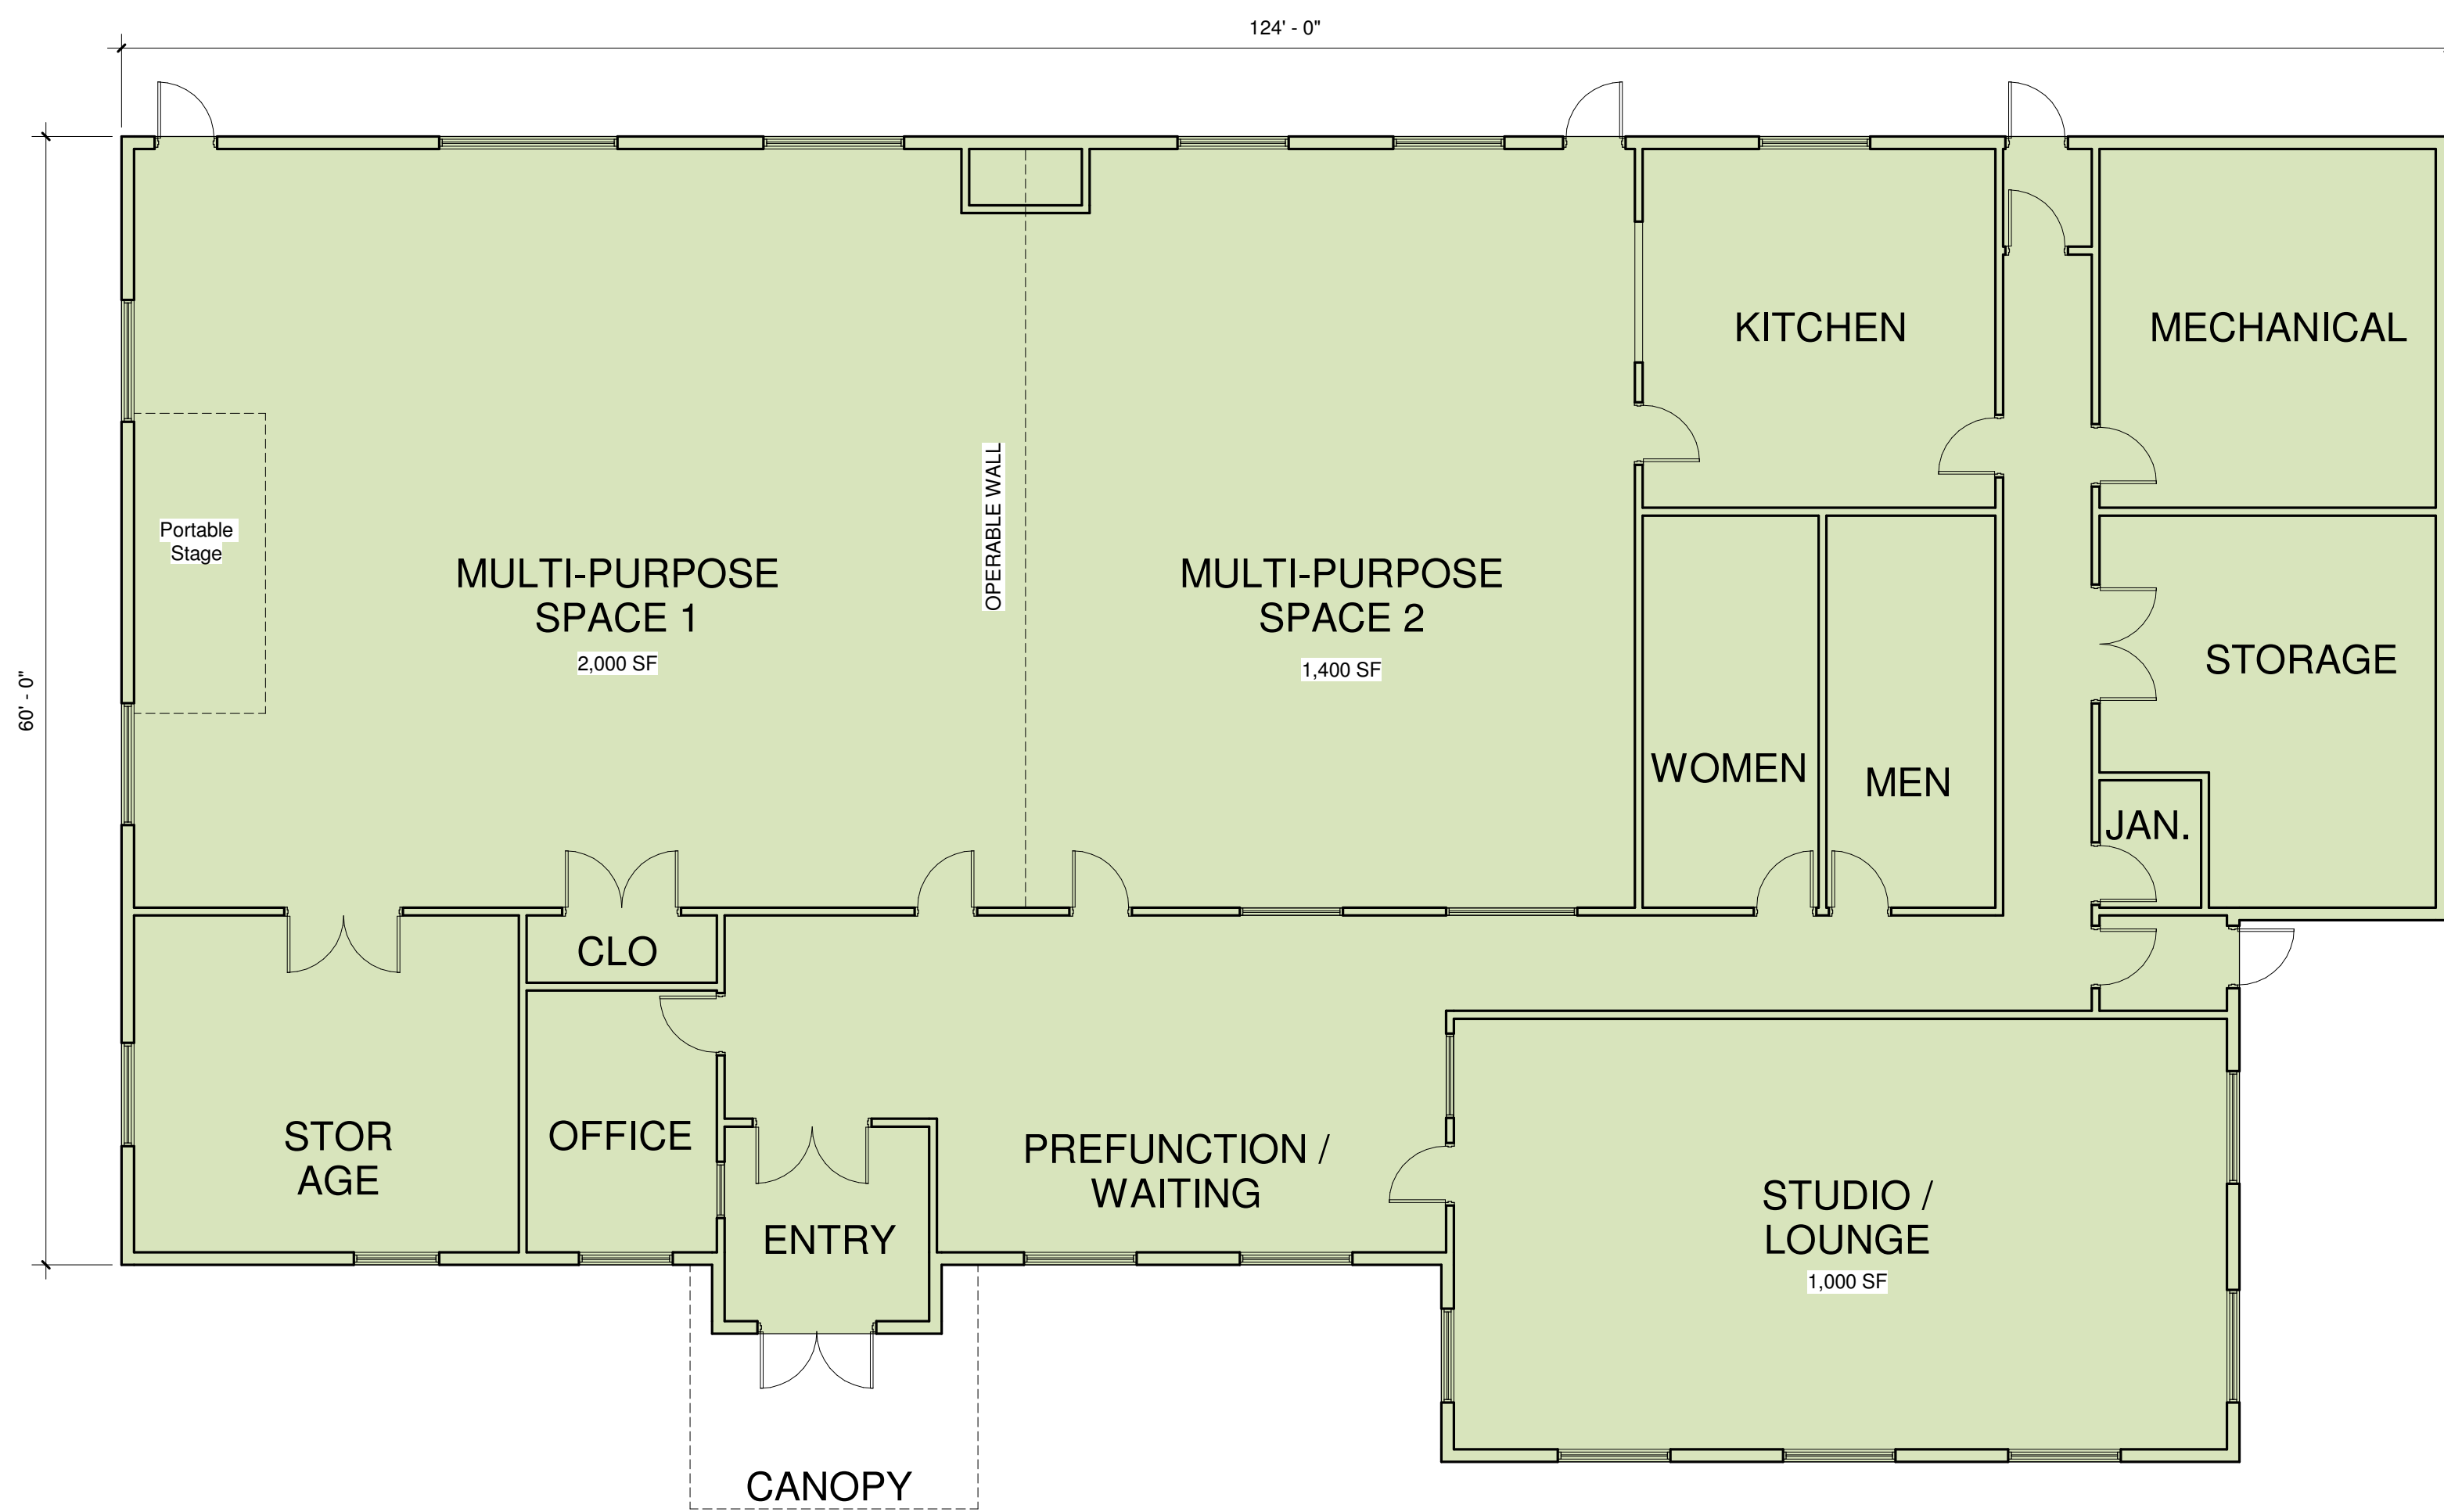 124' - 0"
60' - 0"
KITCHEN
MECHANICAL
Portable
Stage
OPERABLE WALL
MULTI-PURPOSE
SPACE 1
2,000 SF
MULTI-PURPOSE
SPACE 2
1,400 SF
STORAGE
WOMEN
MEN
JAN.
CLO
STOR
AGE
OFFICE
ENTRY
PREFUNCTION /
WAITING
STUDIO /
LOUNGE
1,000 SF
CANOPY